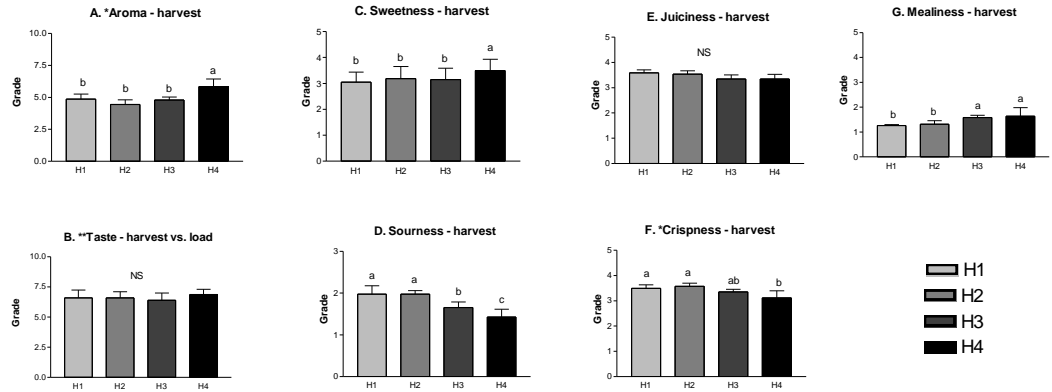 A. *Aroma - harvest
10.0
7.5
5.0
2.5
0.0
Grade
b b b a
H1 H2 H3 H4
C. Sweetness - harvest
5
4
3
2
1
0
Grade
b b b a
H1 H2 H3 H4
E. Juiciness - harvest
5
4
3
2
1
0
Grade
NS
H1 H2 H3 H4
G. Mealiness - harvest
5
4
3
2
1
0
Grade
b b a a
H1 H2 H3 H4
B. **Taste - harvest vs. load
10.0
7.5
5.0
2.5
0.0
Grade
NS
H1 H2 H3 H4
D. Sourness - harvest
3
2
1
0
Grade
a a b c
H1 H2 H3 H4
F. *Crispness - harvest
5
4
3
2
1
0
Grade
a a ab b
H1 H2 H3 H4
H1
H2
H3
H4